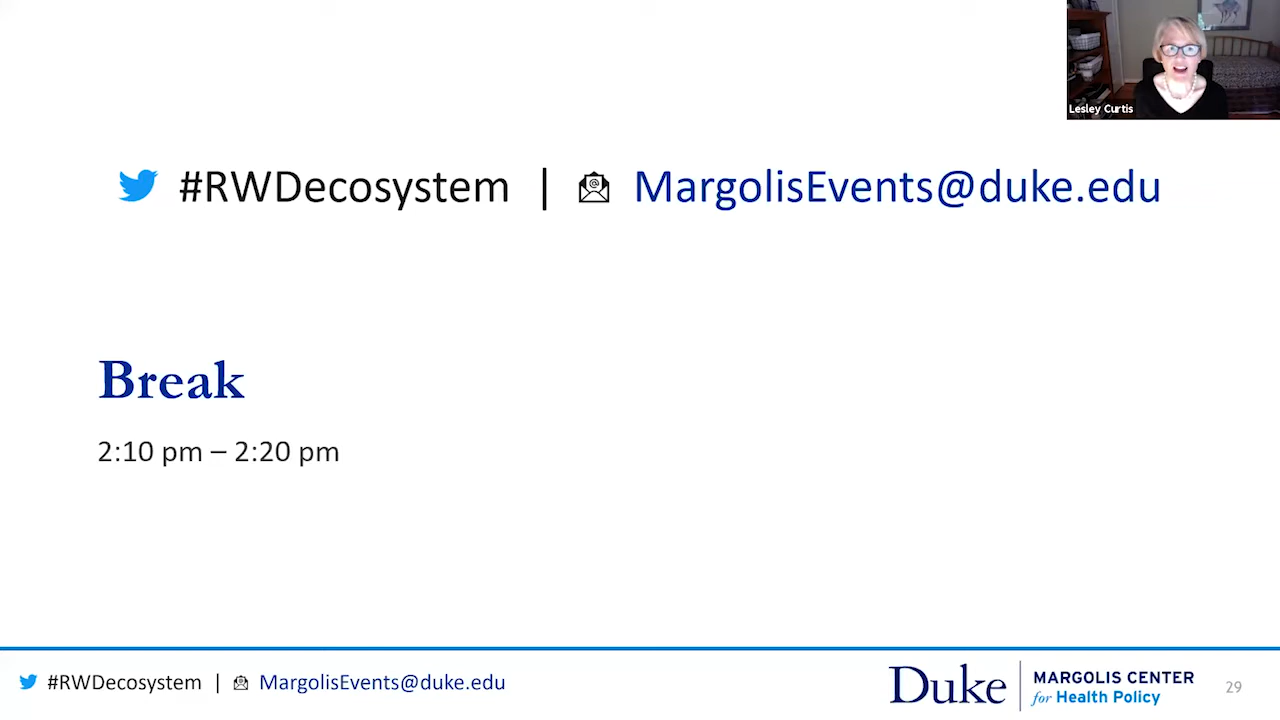 Lesley Curtis
#RWDecosystem | MargolisEvents@duke.edu
Break
2:10 pm – 2:20 pm
#RWDecosystem | MargolisEvents@duke.edu
Duke
MARGOLIS CENTER
for Health Policy
29